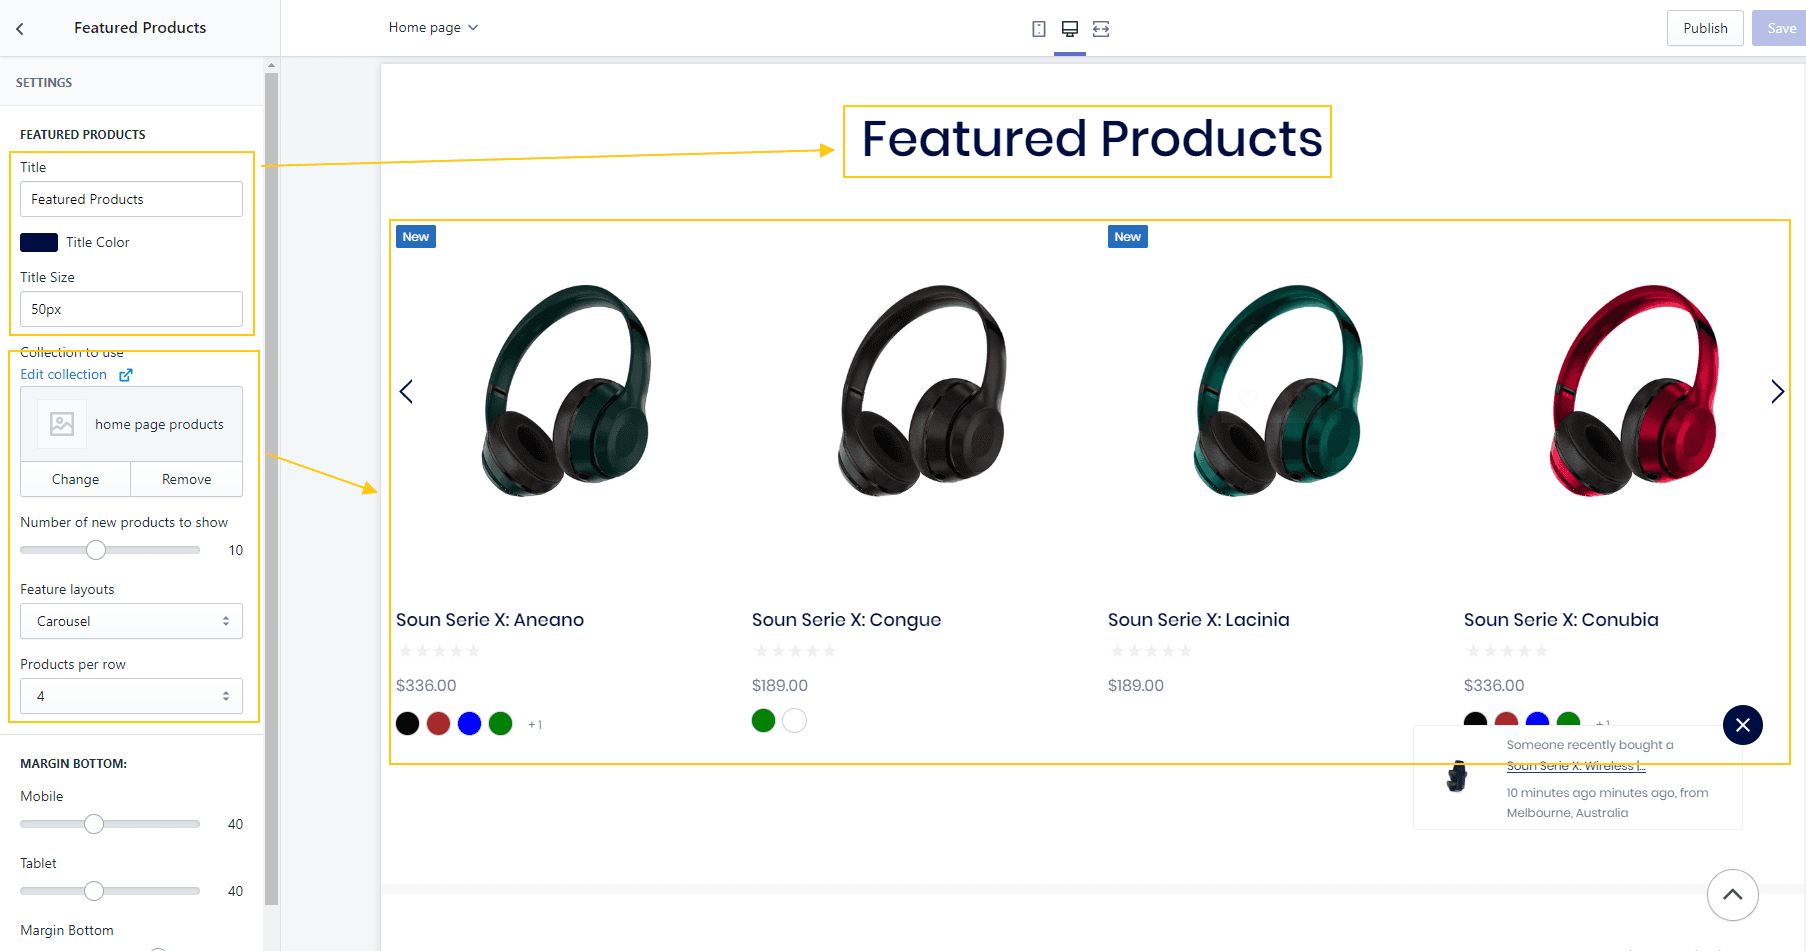 Featured Products
Home page
Publish
Save
SETTINGS
FEATURED PRODUCTS
Title
Featured Products
Title Color
Title Size
50px
Collection to use
Edit collection
home page products
Change
Remove
Number of new products to show
10
Feature layouts
Carousel
Products per row
4
MARGIN BOTTOM:
Mobile
40
Tablet
40
Margin Bottom
Featured Products
New
New
Soun Serie X: Aneano
Soun Serie X: Congue
Soun Serie X: Lacinia
Soun Serie X: Conubia
$336.00
$189.00
$189.00
$336.00
+1
+1
Someone recently bought a
Soun Serie X: Wireless |...
10 minutes ago minutes ago, from
Melbourne, Australia